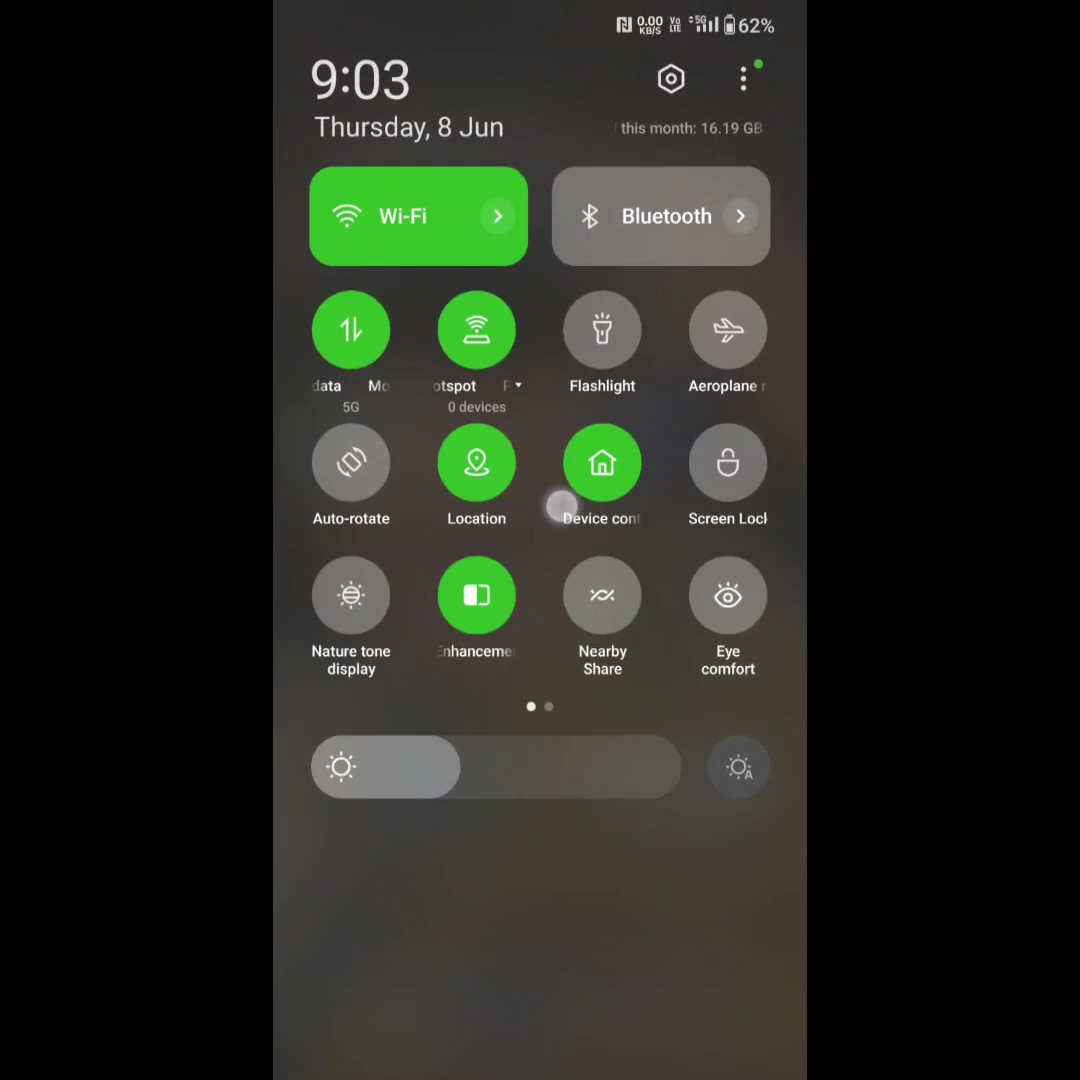 0.00 KB/S Vo LTE 5G 62%
9:03
Thursday, 8 Jun
this month: 16.19 GB
Wi-Fi
Bluetooth
data Mo
otspot
Flashlight
Aeroplane
5G
0 devices
Auto-rotate
Location
Device cont
Screen Lock
Nature tone
display
Enhancemen
Nearby
Share
Eye
comfort
A